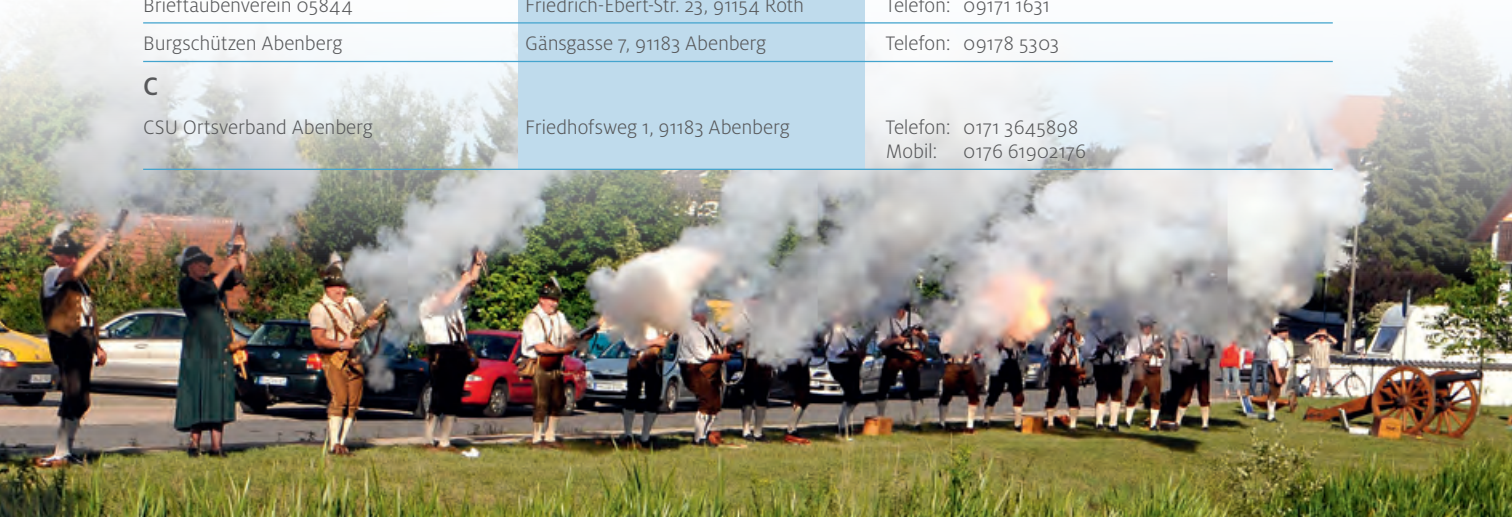 Brieftaubenverein 05844 Friedrich-Ebert-Str. 23, 91154 Roth Telefon: 09171 1631
Burgschützen Abenberg Gänsgasse 7, 91183 Abenberg Telefon: 09178 5303
C
CSU Ortsverband Abenberg Friedhofsweg 1, 91183 Abenberg Telefon: 0171 3645898
Mobil: 0176 61902176